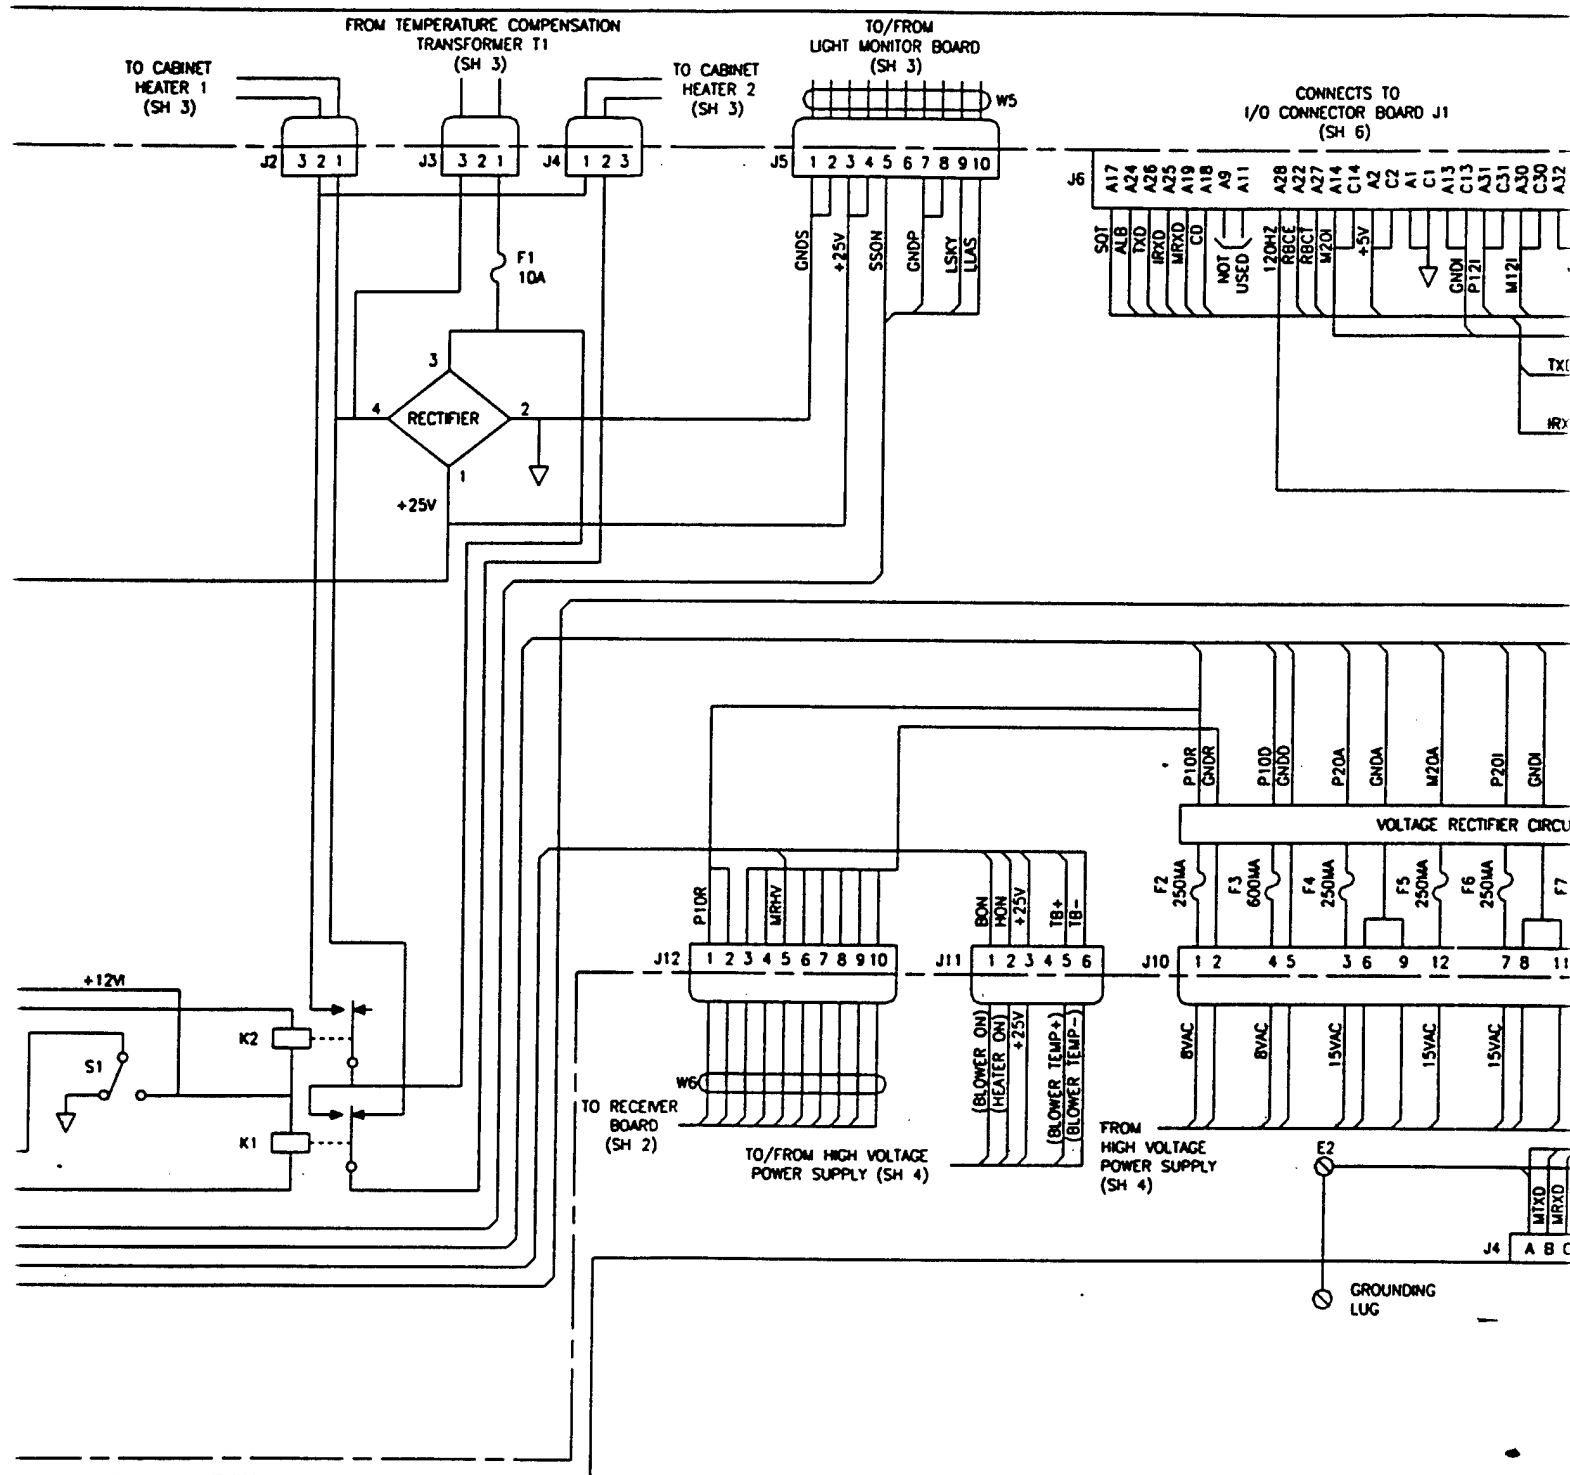 FROM TEMPERATURE COMPENSATION
TRANSFORMER T1
(SH 3)
TO/FROM
LIGHT MONITOR BOARD
(SH 3)
TO CABINET
HEATER 1
(SH 3)
TO CABINET
HEATER 2
(SH 3)
W5
CONNECTS TO
I/O CONNECTOR BOARD J1
(SH 6)
J2 3 2 1
J3 3 2 1
J4 1 2 3
J5 1 2 3 4 5 6 7 8 9 10
J6 A17 A24 A26 A25 A19 A18 A9 A11 A28 A22 A27 A14 C14 A2 C2 A1 C1 A13 C13 A31 C31 A30 C30 A32
GNDS +25V SSON GNDP LSKY LLAS
SQT ALB TXD IRXD MRXD CD NOT USED 120HZ RBCE RBCT M20I +5V GNDI P12I M12I
F1
10A
3
4 RECTIFIER 2
1
+25V
TX
IRX
P10R GNDR P10D GNDD P20A GNDA M20A P20I GNDI
VOLTAGE RECTIFIER CIRCU
F2 250MA F3 600MA F4 250MA F5 250MA F6 250MA F7
P10R MRHV
BON HON +25V TB+ TB-
J12 1 2 3 4 5 6 7 8 9 10
J11 1 2 3 4 5 6
J10 1 2 4 5 3 6 9 12 7 8 11
+12VI
K2
S1
K1
W6
TO RECEIVER
BOARD
(SH 2)
(BLOWER ON) (HEATER ON) +25V (BLOWER TEMP+) (BLOWER TEMP-)
8VAC 8VAC 15VAC 15VAC 15VAC
TO/FROM HIGH VOLTAGE
POWER SUPPLY (SH 4)
FROM
HIGH VOLTAGE
POWER SUPPLY
(SH 4)
E2
MTXD MRXD
J4 A B C
GROUNDING
LUG